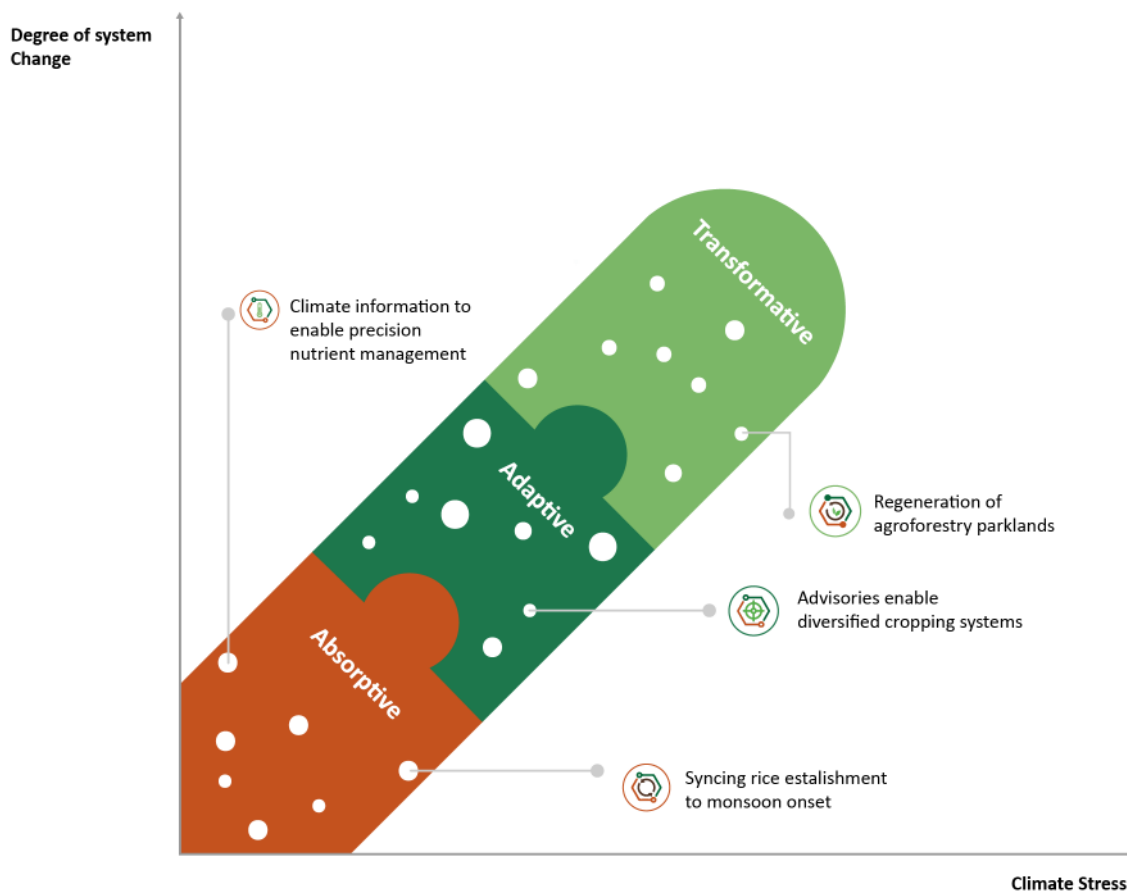 Degree of system
Change
Transformative
Climate information to
enable precision
nutrient management
Adaptive
Regeneration of
agroforestry parklands
Advisories enable
diversified cropping systems
Absorptive
Syncing rice estalishment
to monsoon onset
Climate Stress